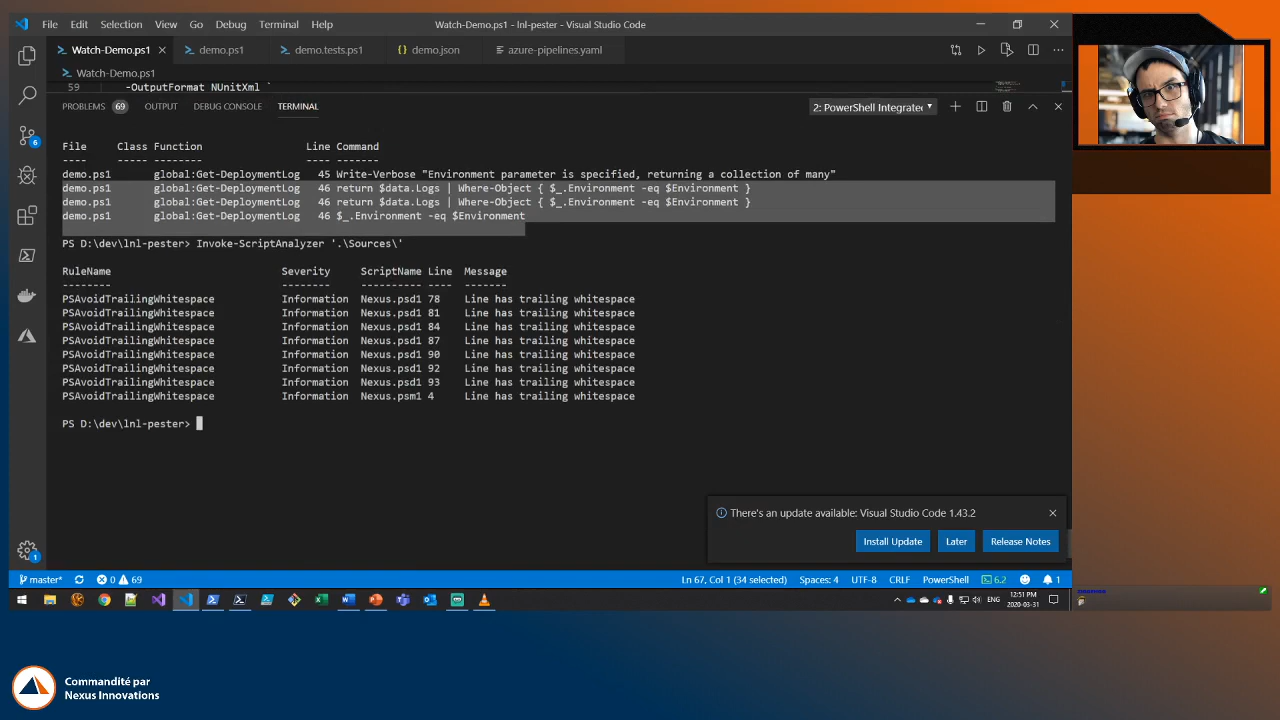 File Edit Selection View Go Debug Terminal Help Watch-Demo.ps1 - lnl-pester - Visual Studio Code
Watch-Demo.ps1 demo.ps1 demo.tests.ps1 demo.json azure-pipelines.yaml
Watch-Demo.ps1
59 -OutputFormat NUnitXml `
PROBLEMS 69 OUTPUT DEBUG CONSOLE TERMINAL 2: PowerShell Integrate
File Class Function Line Command
---- ----- -------- ---- -------
demo.ps1 global:Get-DeploymentLog 45 Write-Verbose "Environment parameter is specified, returning a collection of many"
demo.ps1 global:Get-DeploymentLog 46 return $data.Logs | Where-Object { $_.Environment -eq $Environment }
demo.ps1 global:Get-DeploymentLog 46 return $data.Logs | Where-Object { $_.Environment -eq $Environment }
demo.ps1 global:Get-DeploymentLog 46 $_.Environment -eq $Environment
PS D:\dev\lnl-pester> Invoke-ScriptAnalyzer '.\Sources\'
RuleName Severity ScriptName Line Message
-------- -------- ---------- ---- -------
PSAvoidTrailingWhitespace Information Nexus.psd1 78 Line has trailing whitespace
PSAvoidTrailingWhitespace Information Nexus.psd1 81 Line has trailing whitespace
PSAvoidTrailingWhitespace Information Nexus.psd1 84 Line has trailing whitespace
PSAvoidTrailingWhitespace Information Nexus.psd1 87 Line has trailing whitespace
PSAvoidTrailingWhitespace Information Nexus.psd1 90 Line has trailing whitespace
PSAvoidTrailingWhitespace Information Nexus.psd1 92 Line has trailing whitespace
PSAvoidTrailingWhitespace Information Nexus.psd1 93 Line has trailing whitespace
PSAvoidTrailingWhitespace Information Nexus.psm1 4 Line has trailing whitespace
PS D:\dev\lnl-pester>
There's an update available: Visual Studio Code 1.43.2
Install Update Later Release Notes
master* 0 69 Ln 67, Col 1 (34 selected) Spaces: 4 UTF-8 CRLF PowerShell 6.2 1
ENG 12:51 PM
2020-03-31
Commandité par
Nexus Innovations